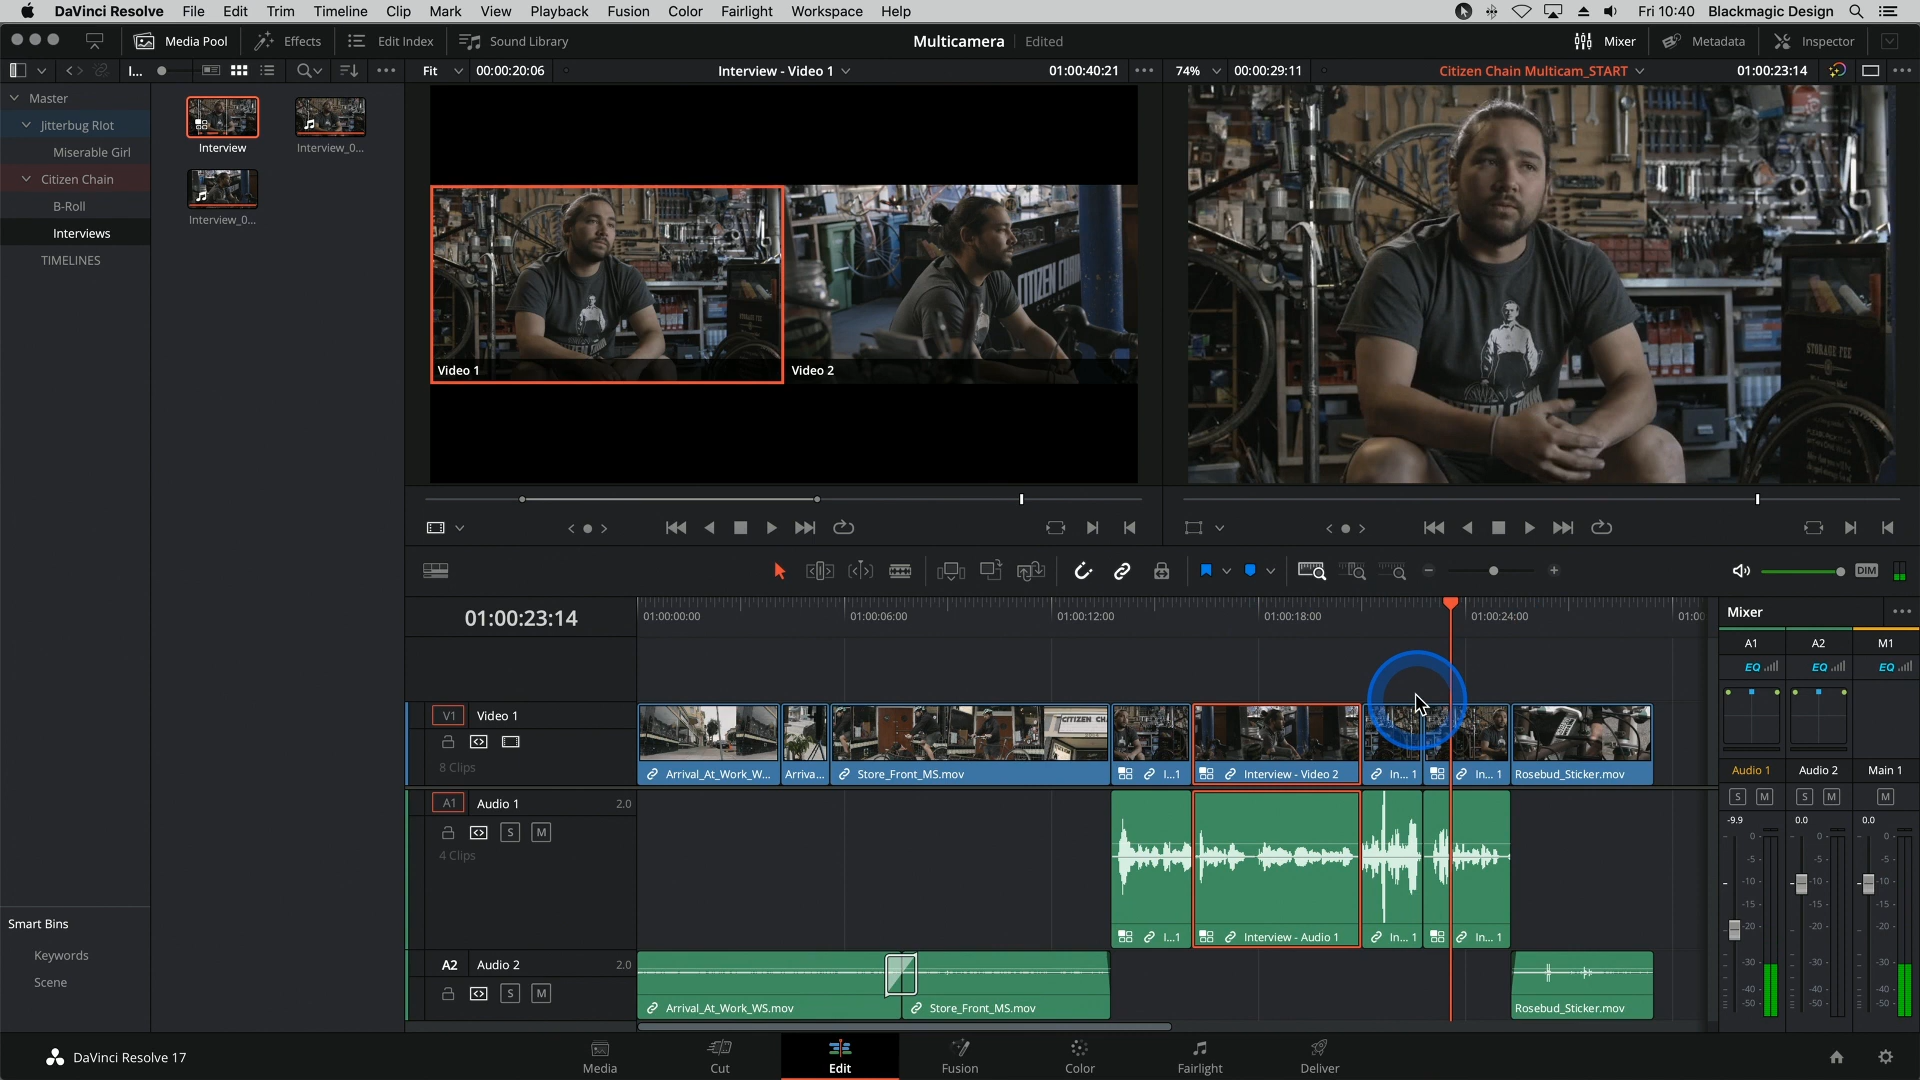 DaVinci Resolve File Edit Trim Timeline Clip Mark View Playback Fusion Color Fairlight Workspace Help Fri 10:40 Blackmagic Design
Media Pool Effects Edit Index Sound Library Multicamera Edited Mixer Metadata Inspector
I... Fit 00:00:20:06 Interview - Video 1 01:00:40:21 74% 00:00:29:11 Citizen Chain Multicam_START 01:00:23:14
Master
Jitterbug RIot
Miserable Girl
Citizen Chain
B-Roll
Interviews
TIMELINES
Interview
Interview_0...
Interview_0...
CITIZEN CHAIN
STORAGE FEE
Video 1
Video 2
DIM
01:00:23:14
01:00:00:00 01:00:06:00 01:00:12:00 01:00:18:00 01:00:24:00 01:00
V1 Video 1
8 Clips
CITIZEN CH
Arrival_At_Work_W... Arriva... Store_Front_MS.mov I...1 Interview - Video 2 In... 1 In... 1 Rosebud_Sticker.mov
A1 Audio 1 2.0
S M
4 Clips
I...1 Interview - Audio 1 In... 1 In... 1
A2 Audio 2 2.0
S M
Arrival_At_Work_WS.mov Store_Front_MS.mov Rosebud_Sticker.mov
Mixer
A1 A2 M1
EQ EQ EQ
Audio 1 Audio 2 Main 1
S M S M M
-9.9 0.0 0.0
0 0 0
-5 -5 -5
-10 -10 -10
-15 -15 -15
-20 -20 -20
-30 -30 -30
-40 -40 -40
-50 -50 -50
Smart Bins
Keywords
Scene
DaVinci Resolve 17
Media Cut Edit Fusion Color Fairlight Deliver